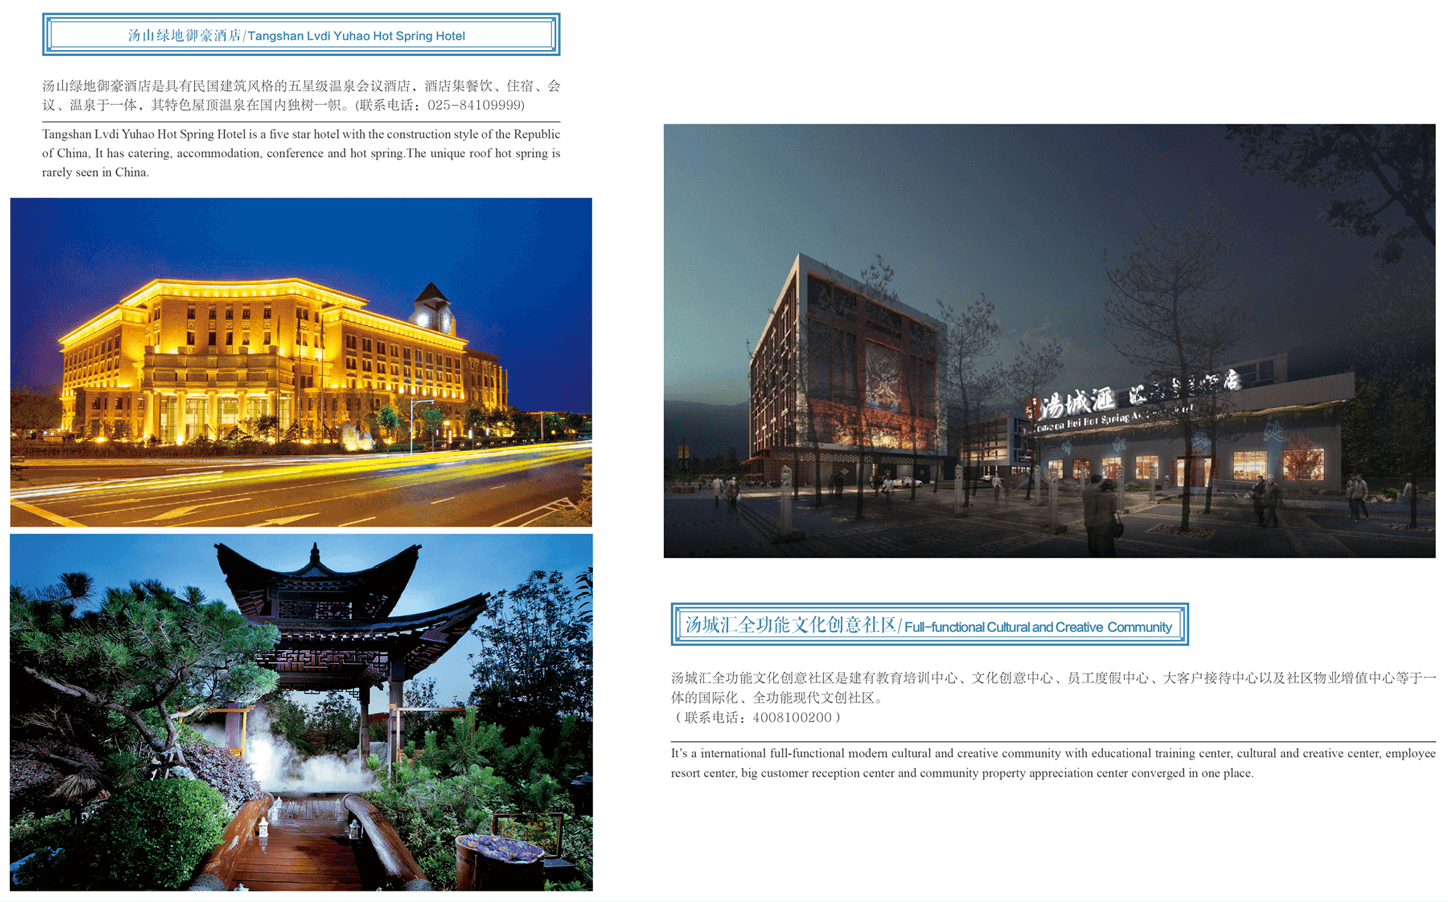 汤山绿地御豪酒店/Tangshan Lvdi Yuhao Hot Spring Hotel
汤山绿地御豪酒店是具有民国建筑风格的五星级温泉会议酒店，酒店集餐饮、住宿、会
议、温泉于一体，其特色屋顶温泉在国内独树一帜。(联系电话：025-84109999)
Tangshan Lvdi Yuhao Hot Spring Hotel is a five star hotel with the construction style of the Republic
of China, It has catering, accommodation, conference and hot spring.The unique roof hot spring is
rarely seen in China.
汤城匯
Hui Hot Spring
汤城汇全功能文化创意社区/Full-functional Cultural and Creative Community
汤城汇全功能文化创意社区是建有教育培训中心、文化创意中心、员工度假中心、大客户接待中心以及社区物业增值中心等于一
体的国际化、全功能现代文创社区。
（联系电话：4008100200）
It's a international full-functional modern cultural and creative community with educational training center, cultural and creative center, employee
resort center, big customer reception center and community property appreciation center converged in one place.